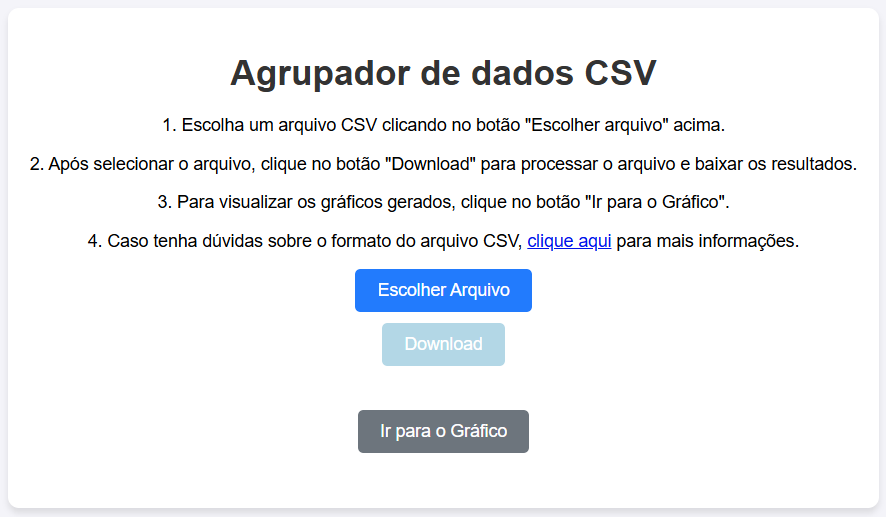 Agrupador de dados CSV
1. Escolha um arquivo CSV clicando no botão "Escolher arquivo" acima.
2. Após selecionar o arquivo, clique no botão "Download" para processar o arquivo e baixar os resultados.
3. Para visualizar os gráficos gerados, clique no botão "Ir para o Gráfico".
4. Caso tenha dúvidas sobre o formato do arquivo CSV, clique aqui para mais informações.
Escolher Arquivo
Download
Ir para o Gráfico